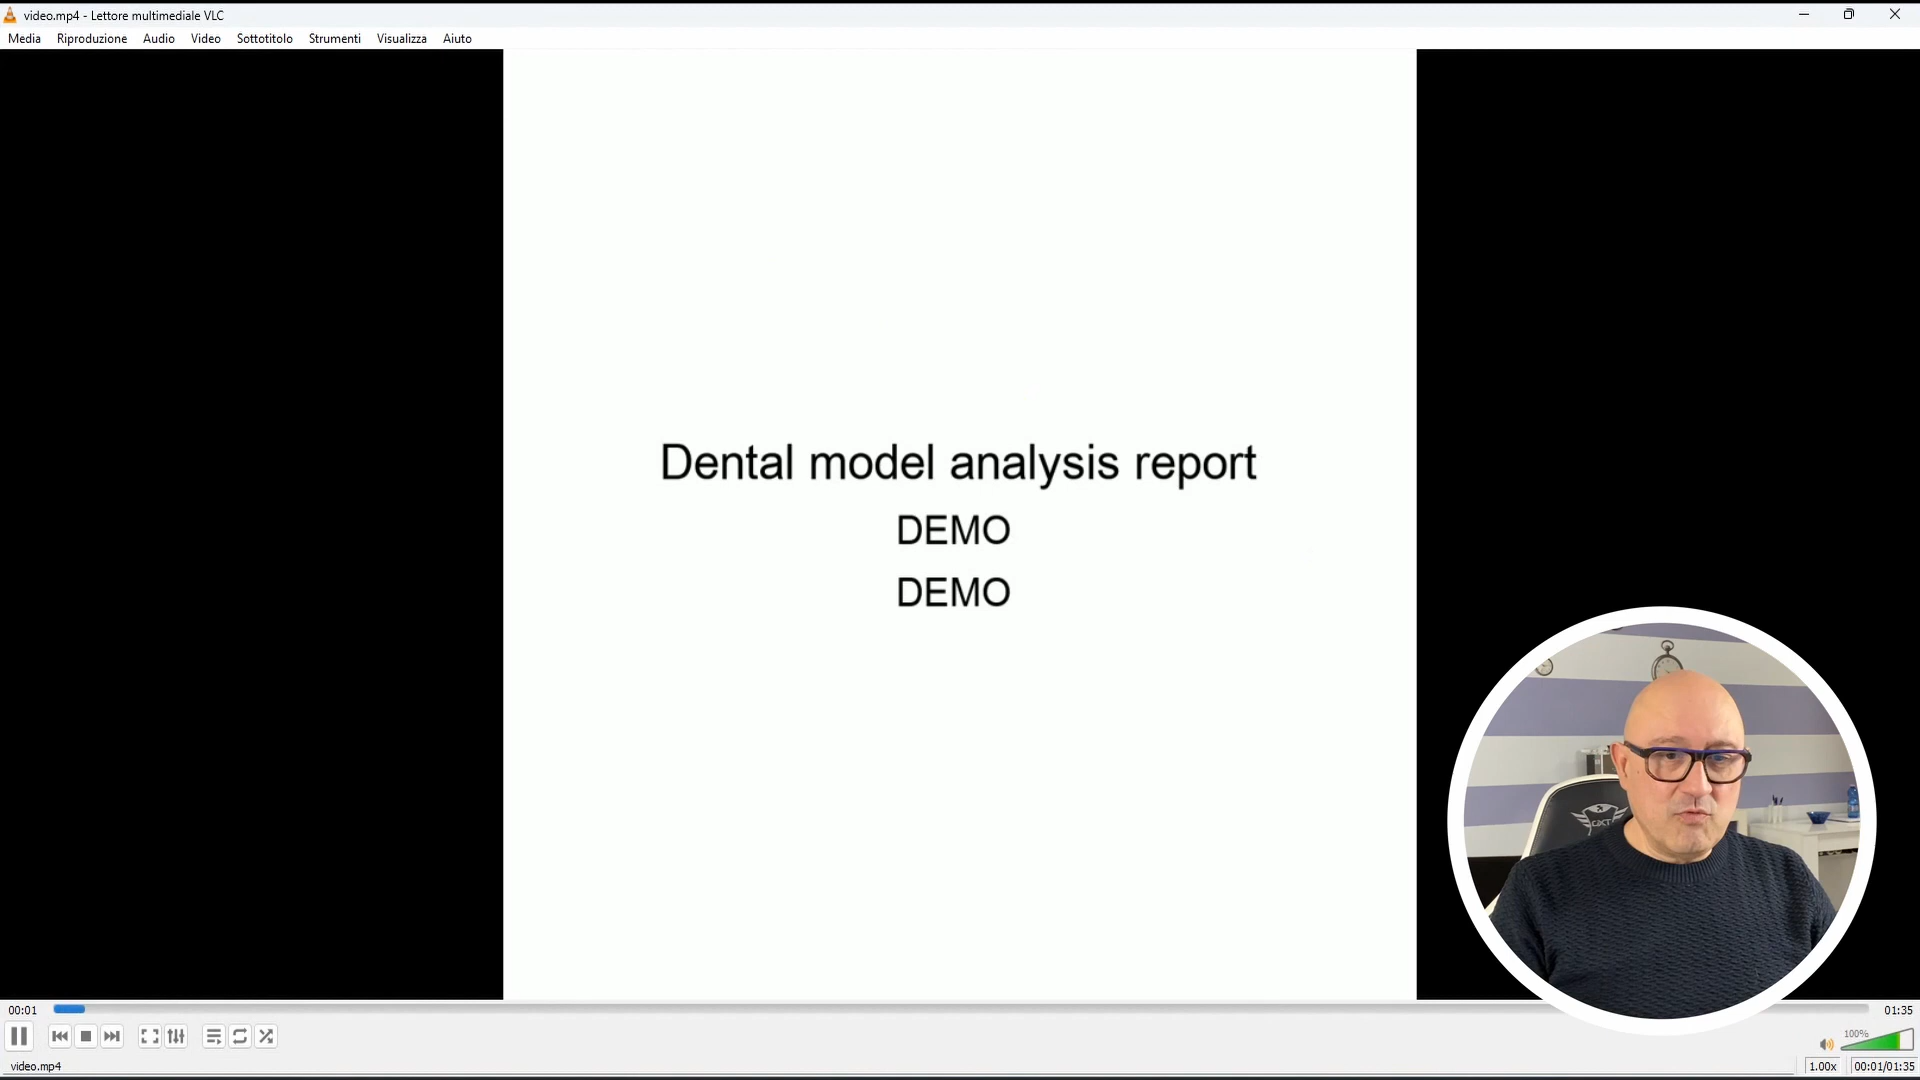 video.mp4 - Lettore multimediale VLC
Media Riproduzione Audio Video Sottotitolo Strumenti Visualizza Aiuto
Dental model analysis report
DEMO
DEMO
00:01
01:35
100%
video.mp4
1.00x
00:01/01:35